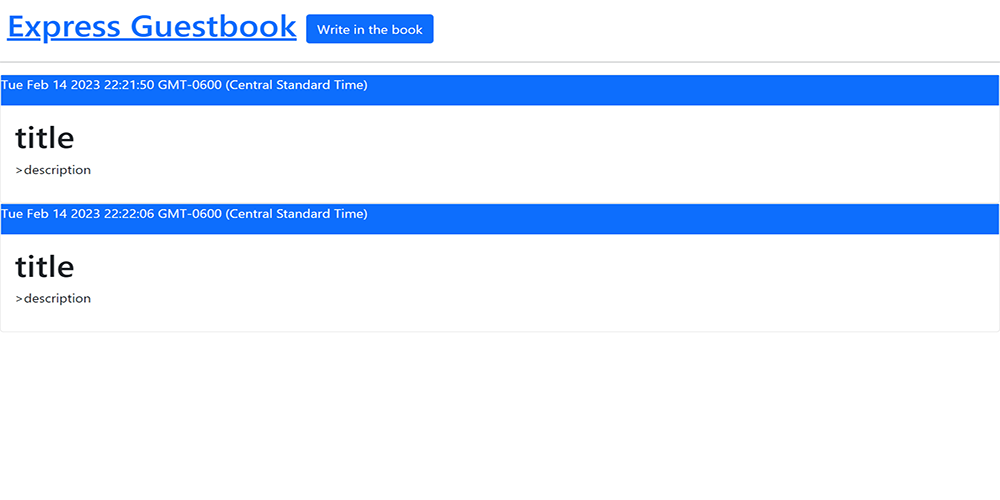 Express Guestbook Write in the book
Tue Feb 14 2023 22:21:50 GMT-0600 (Central Standard Time)
title
>description
Tue Feb 14 2023 22:22:06 GMT-0600 (Central Standard Time)
title
>description